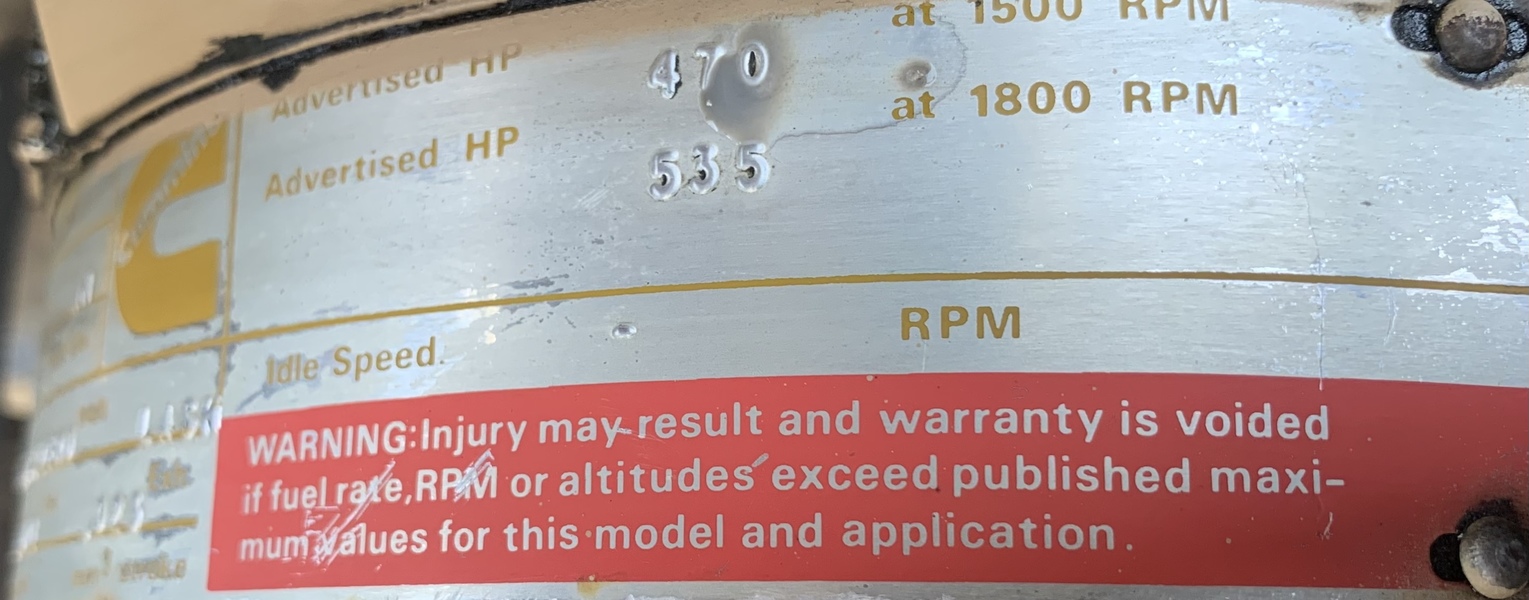 Advertised HP 470 at 1500 RPM
Advertised HP 535 at 1800 RPM
Idle Speed. RPM
WARNING:Injury may result and warranty is voided
if fuel rate,RPM or altitudes exceed published maxi-
mum values for this model and application.